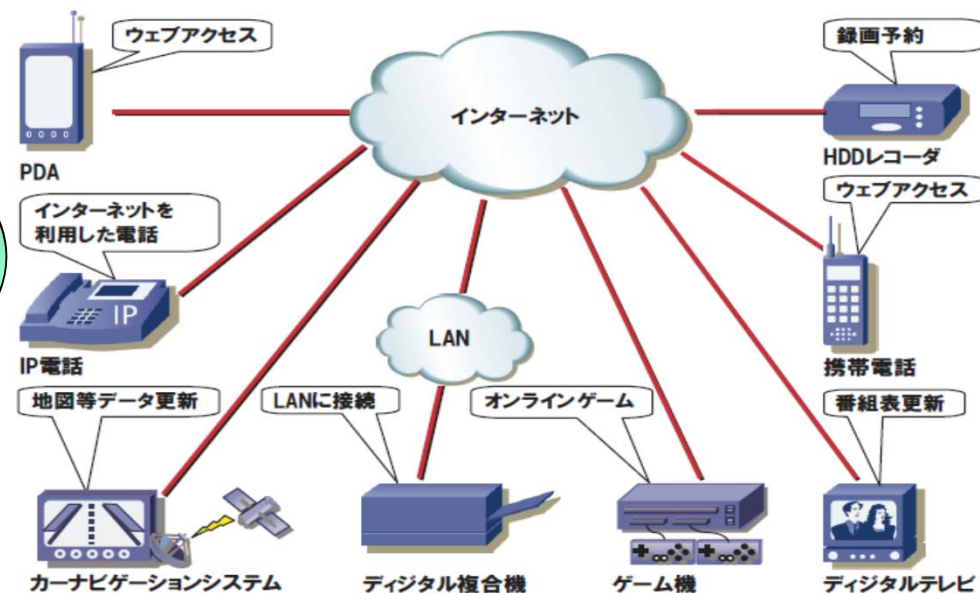 ウェブアクセス
PDA
インターネット
録画予約
HDDレコーダ
インターネットを
利用した電話
IP
IP電話
LAN
ウェブアクセス
携帯電話
地図等データ更新
カーナビゲーションシステム
LANに接続
ディジタル複合機
オンラインゲーム
ゲーム機
番組表更新
ディジタルテレビ